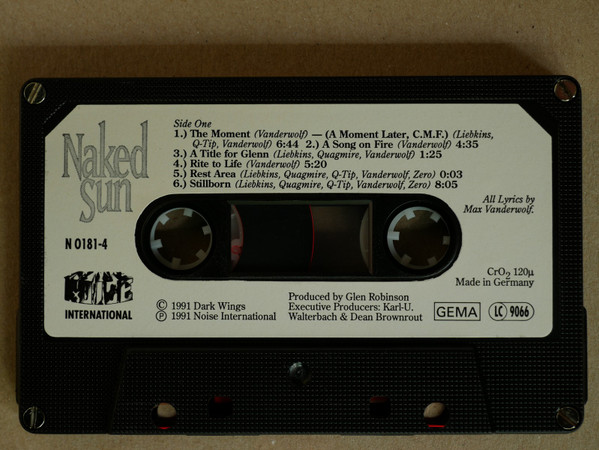 Naked
Sun
Side One
1.) The Moment (Vanderwolf) — (A Moment Later, C.M.F.) (Liebkins,
Q-Tip, Vanderwolf) 6:44 2.) A Song on Fire (Vanderwolf) 4:35
3.) A Title for Glenn (Liebkins, Quagmire, Vanderwolf) 1:25
4.) Rite to Life (Vanderwolf) 5:20
5.) Rest Area (Liebkins, Quagmire, Q-Tip, Vanderwolf, Zero) 0:03
6.) Stillborn (Liebkins, Quagmire, Q-Tip, Vanderwolf, Zero) 8:05
All Lyrics by
Max Vanderwolf.
N 0181-4
NOISE
INTERNATIONAL
CrO2 120µ
Made in Germany
© 1991 Dark Wings
℗ 1991 Noise International
Produced by Glen Robinson
Executive Producers: Karl-U.
Walterbach & Dean Brownrout
GEMA
LC 9066